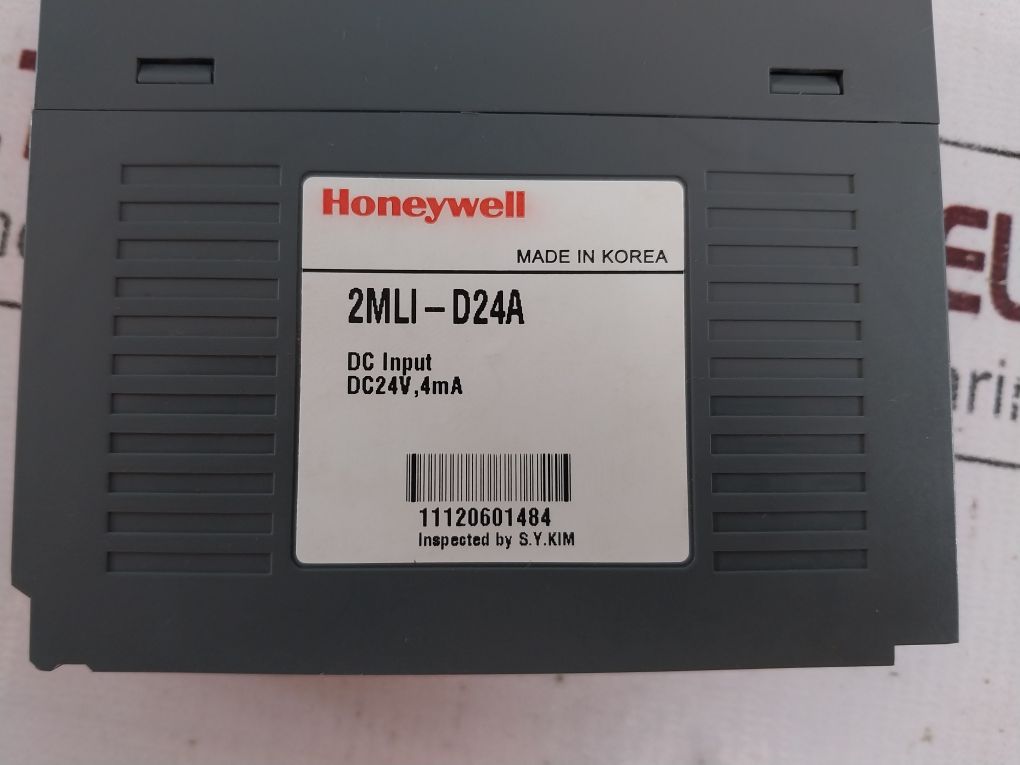 Honeywell
MADE IN KOREA
2MLI-D24A
DC Input
DC24V,4mA
11120601484
Inspected by S.Y.KIM